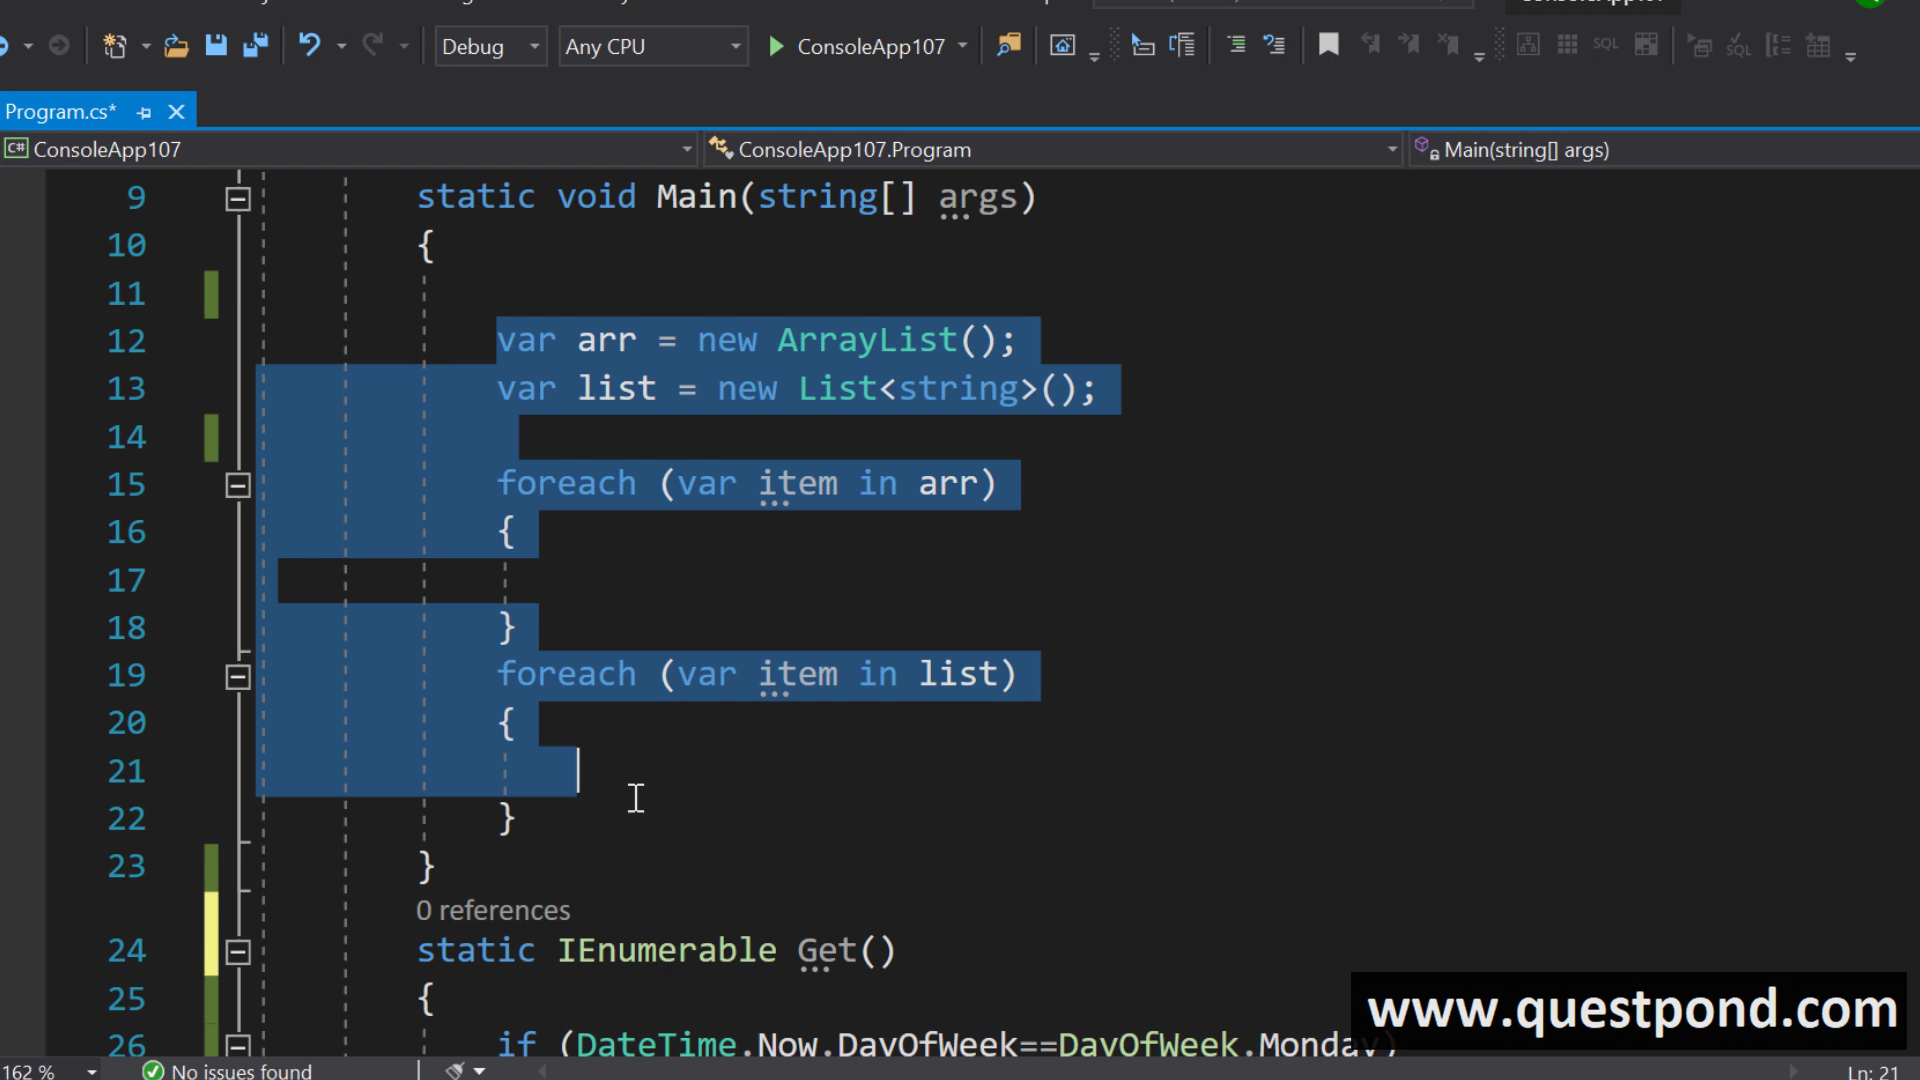 Debug Any CPU ConsoleApp107 SQL SQL
Program.cs*
C# ConsoleApp107 ConsoleApp107.Program Main(string[] args)
9 static void Main(string[] args)
10 {
11
12 var arr = new ArrayList();
13 var list = new List<string>();
14
15 foreach (var item in arr)
16 {
17
18 }
19 foreach (var item in list)
20 {
21
22 }
23 }
0 references
24 static IEnumerable Get()
25 {
26 if (DateTime.Now.DayOfWeek==DayOfWeek.Monday)
www.questpond.com
162 % No issues found Ln: 21